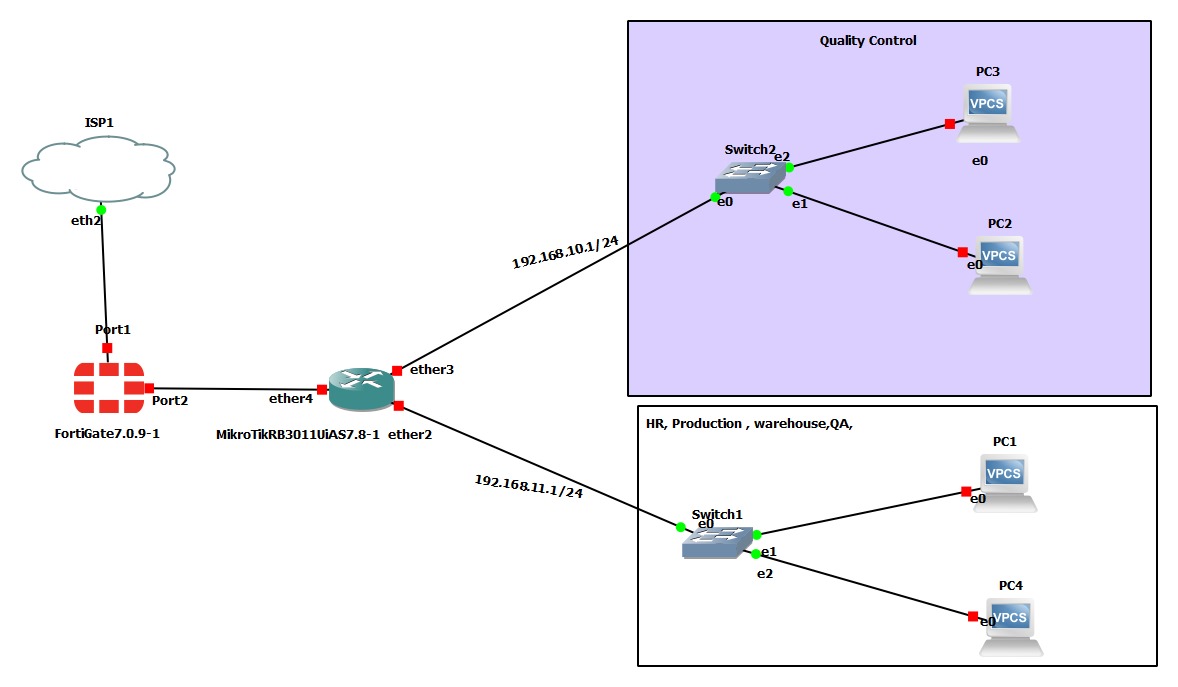 Quality Control
PC3
VPCS
e0
ISP1
eth2
Switch2
e2
e0
e1
PC2
VPCS
e0
192.168.10.1/24
Port1
Port2
FortiGate7.0.9-1
ether4
ether3
MikroTikRB3011UiAS7.8-1
ether2
192.168.11.1/24
HR, Production , warehouse,QA,
PC1
VPCS
e0
Switch1
e0
e1
e2
PC4
VPCS
e0